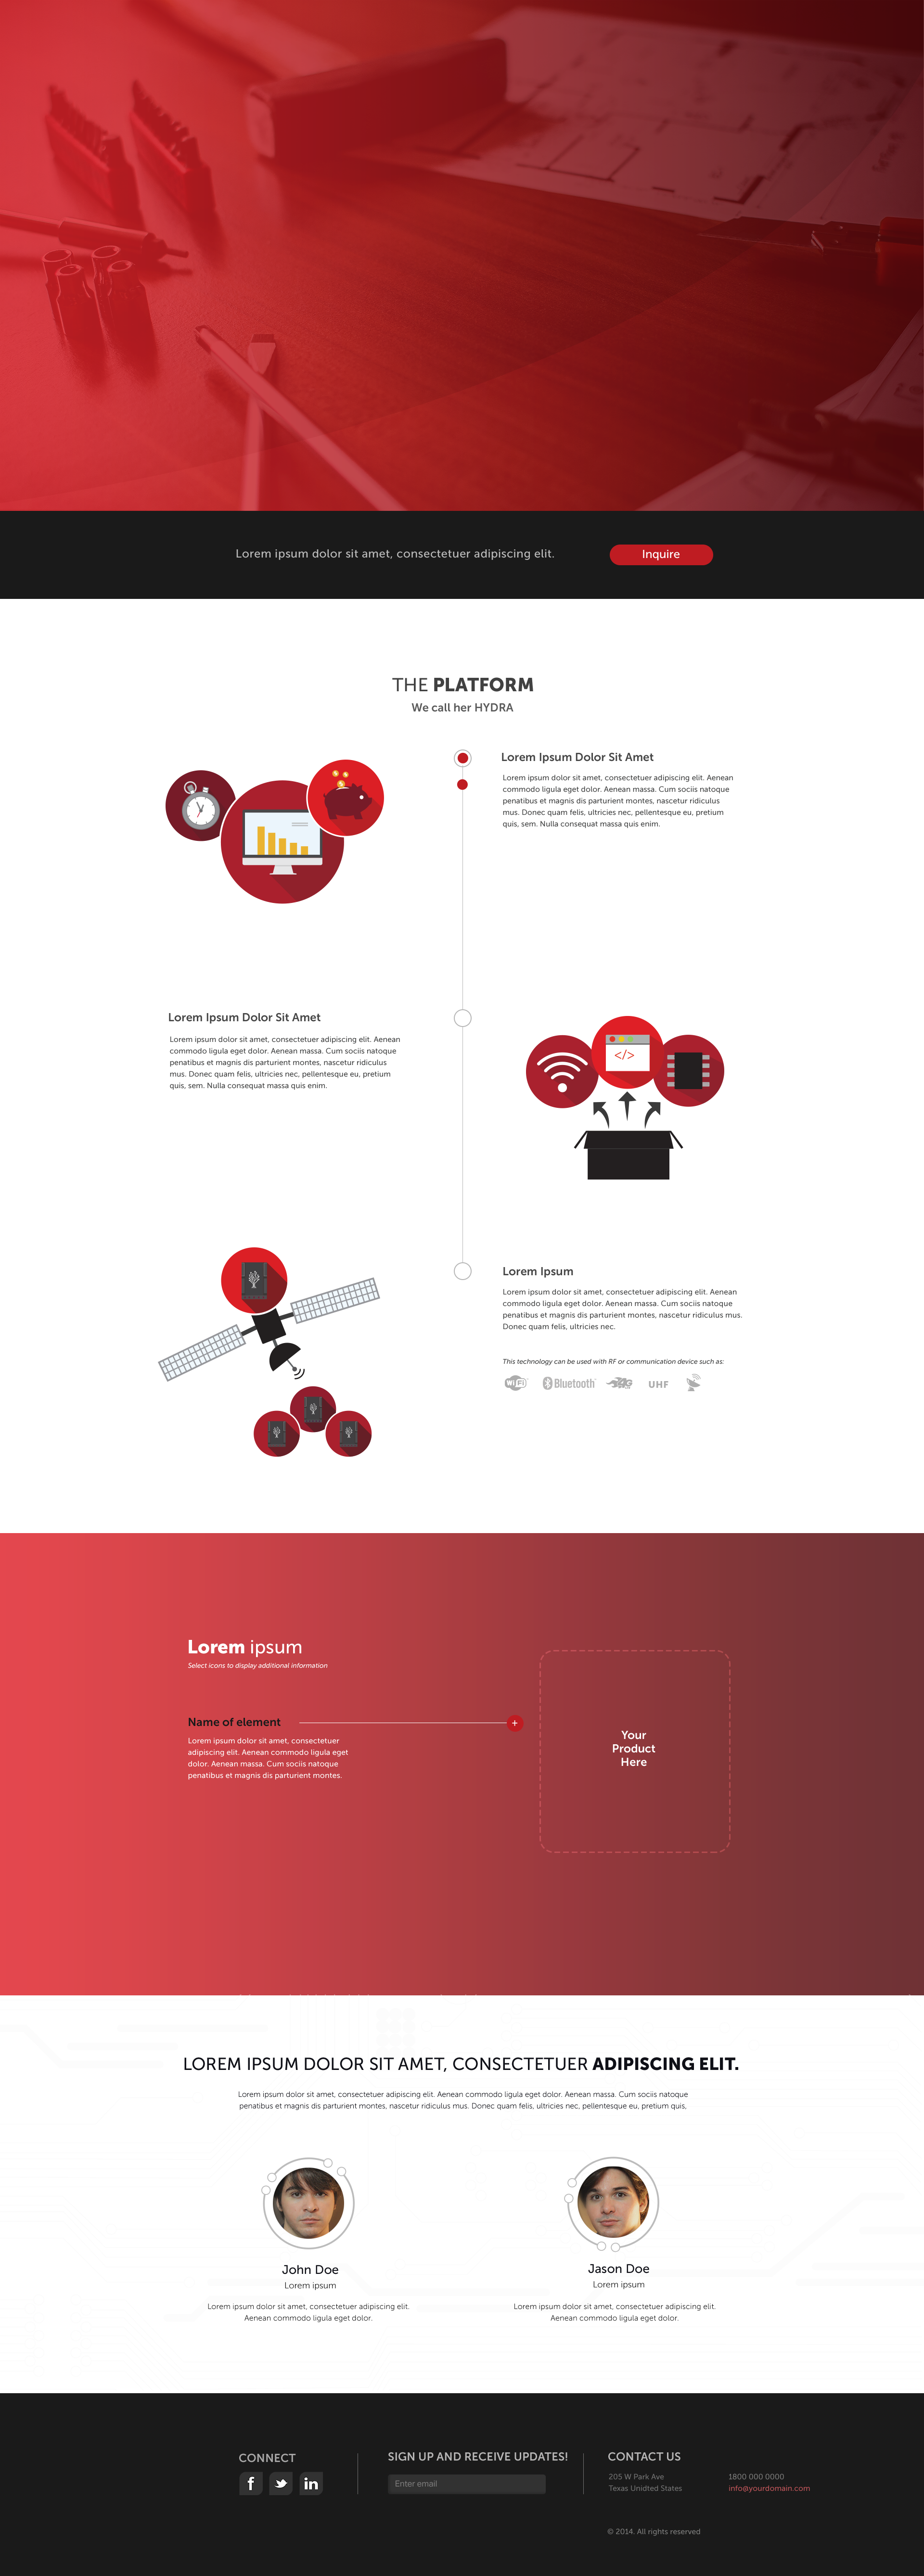 Lorem ipsum dolor sit amet, consectetuer adipiscing elit.
Inquire
THE PLATFORM
We call her HYDRA
Lorem Ipsum Dolor Sit Amet
Lorem ipsum dolor sit amet, consectetuer adipiscing elit. Aenean
commodo ligula eget dolor. Aenean massa. Cum sociis natoque
penatibus et magnis dis parturient montes, nascetur ridiculus
mus. Donec quam felis, ultricies nec, pellentesque eu, pretium
quis, sem. Nulla consequat massa quis enim.
Lorem Ipsum Dolor Sit Amet
Lorem ipsum dolor sit amet, consectetuer adipiscing elit. Aenean
commodo ligula eget dolor. Aenean massa. Cum sociis natoque
penatibus et magnis dis parturient montes, nascetur ridiculus
mus. Donec quam felis, ultricies nec, pellentesque eu, pretium
quis, sem. Nulla consequat massa quis enim.
</>
Lorem Ipsum
Lorem ipsum dolor sit amet, consectetuer adipiscing elit. Aenean
commodo ligula eget dolor. Aenean massa. Cum sociis natoque
penatibus et magnis dis parturient montes, nascetur ridiculus mus.
Donec quam felis, ultricies nec.
This technology can be used with RF or communication device such as:
Wi Fi Bluetooth 4G UHF
Lorem ipsum
Select icons to display additional information
Name of element
+
Lorem ipsum dolor sit amet, consectetuer
adipiscing elit. Aenean commodo ligula eget
dolor. Aenean massa. Cum sociis natoque
penatibus et magnis dis parturient montes.
Your
Product
Here
LOREM IPSUM DOLOR SIT AMET, CONSECTETUER ADIPISCING ELIT.
Lorem ipsum dolor sit amet, consectetuer adipiscing elit. Aenean commodo ligula eget dolor. Aenean massa. Cum sociis natoque
penatibus et magnis dis parturient montes, nascetur ridiculus mus. Donec quam felis, ultricies nec, pellentesque eu, pretium quis,
John Doe
Lorem ipsum
Lorem ipsum dolor sit amet, consectetuer adipiscing elit.
Aenean commodo ligula eget dolor.
Jason Doe
Lorem ipsum
Lorem ipsum dolor sit amet, consectetuer adipiscing elit.
Aenean commodo ligula eget dolor.
CONNECT
f in
SIGN UP AND RECEIVE UPDATES!
Enter email
CONTACT US
205 W Park Ave
Texas Unidted States
1800 000 0000
info@yourdomain.com
© 2014. All rights reserved